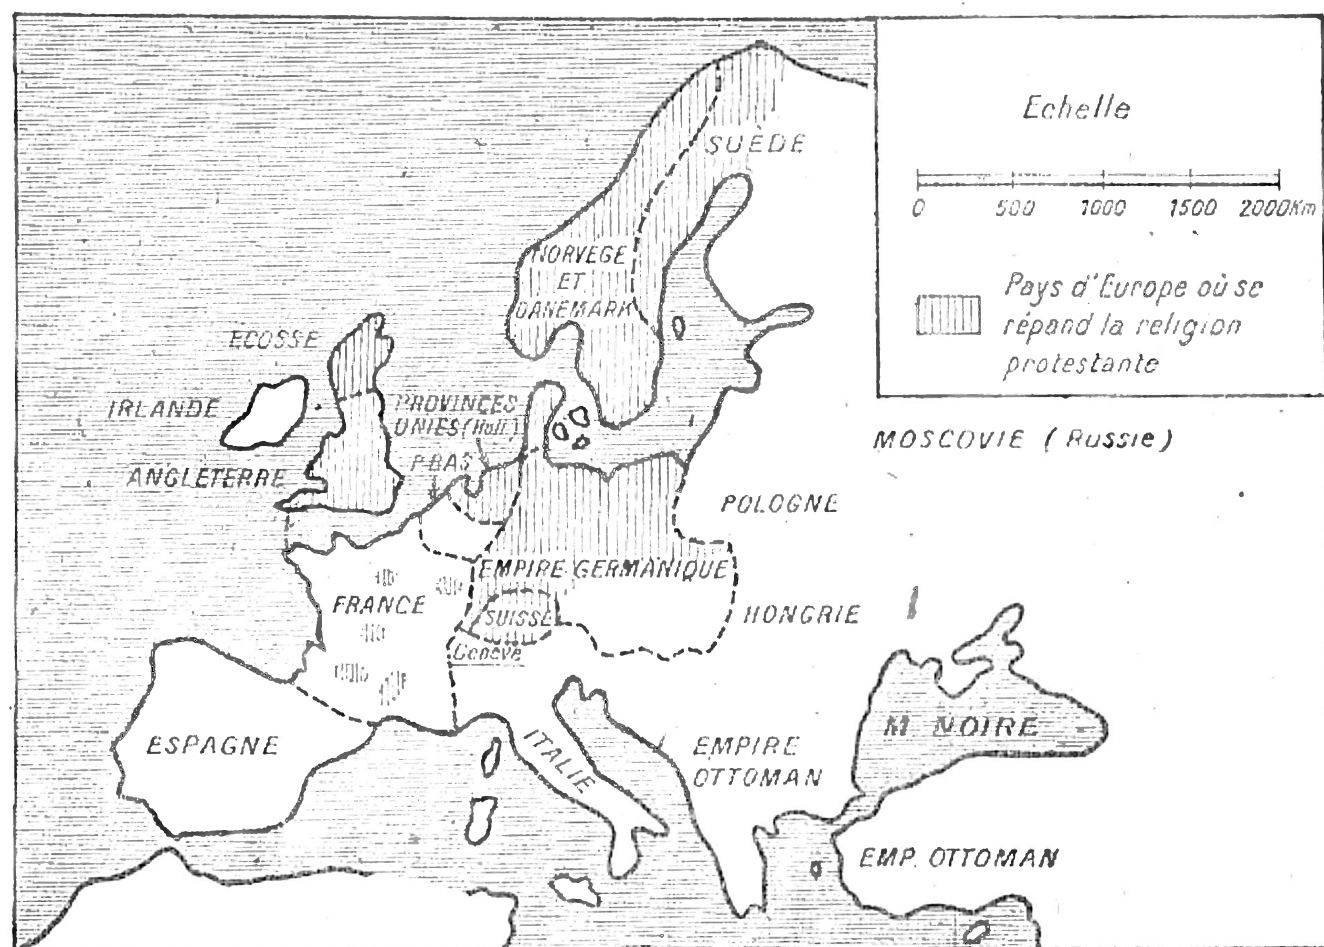 Echelle
0 500 1000 1500 2000Km
Pays d'Europe où se
répand la religion
protestante
SUÈDE
NORVEGE
ET
DANEMARK
ECOSSE
IRLANDE
ANGLETERRE
PROVINCES
UNIES (Holl)
P.BAS
MOSCOVIE (Russie)
POLOGNE
EMPIRE GERMANIQUE
FRANCE
SUISSE
Genève
HONGRIE
ESPAGNE
ITALIE
EMPIRE
OTTOMAN
M. NOIRE
EMP. OTTOMAN